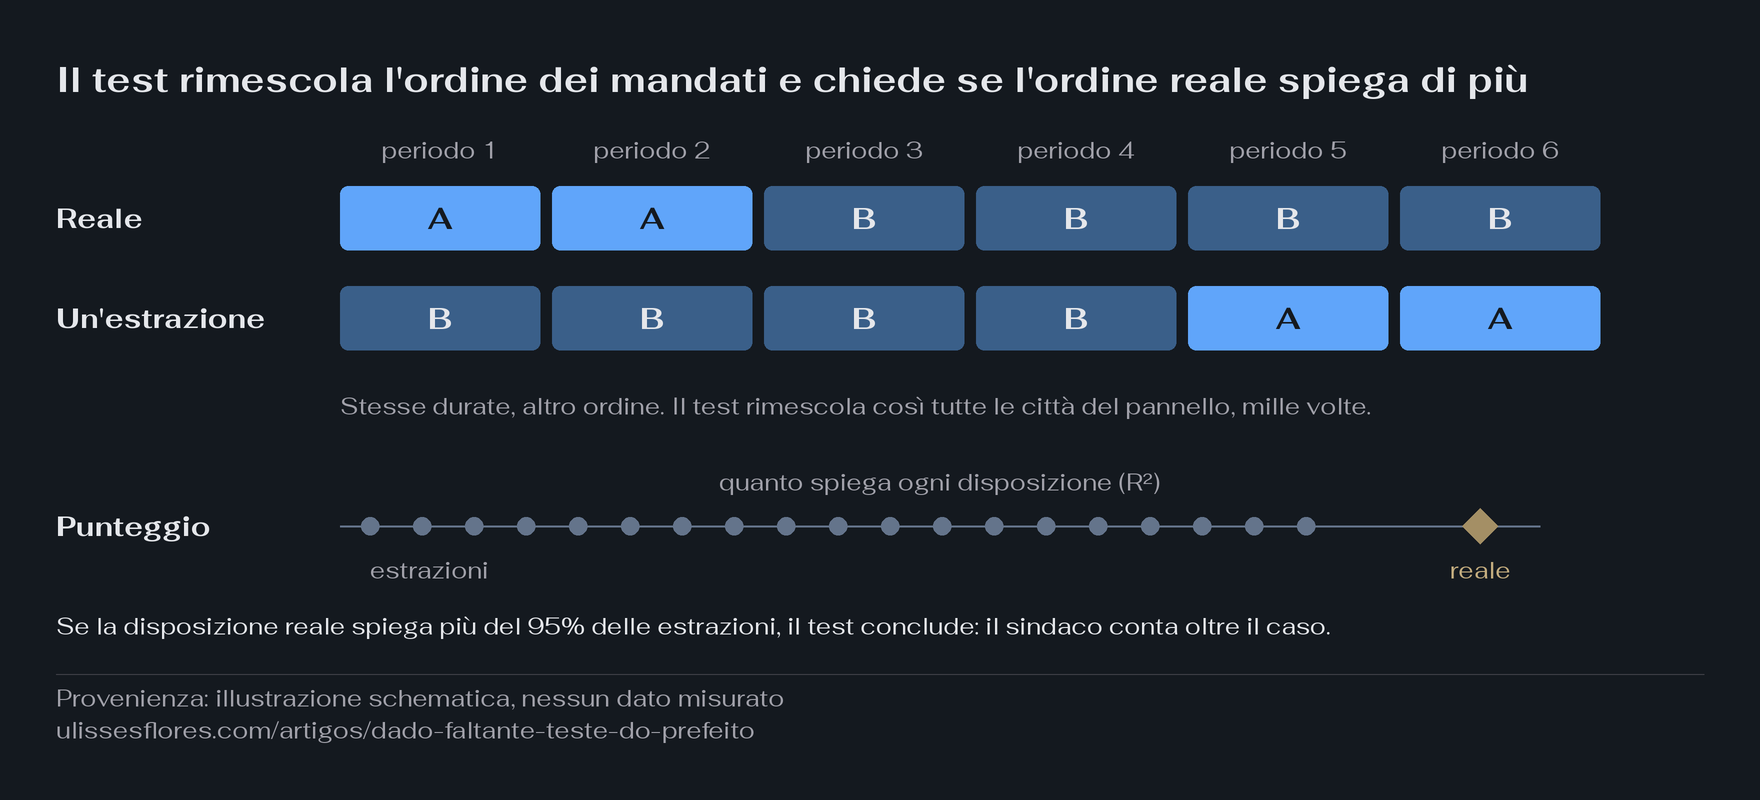 Il test rimescola l'ordine dei mandati e chiede se l'ordine reale spiega di più
periodo 1 periodo 2 periodo 3 periodo 4 periodo 5 periodo 6
Reale A A B B B B
Un'estrazione B B B B A A
Stesse durate, altro ordine. Il test rimescola così tutte le città del pannello, mille volte.
quanto spiega ogni disposizione (R²)
Punteggio
estrazioni reale
Se la disposizione reale spiega più del 95% delle estrazioni, il test conclude: il sindaco conta oltre il caso.
Provenienza: illustrazione schematica, nessun dato misurato
ulissesflores.com/artigos/dado-faltante-teste-do-prefeito